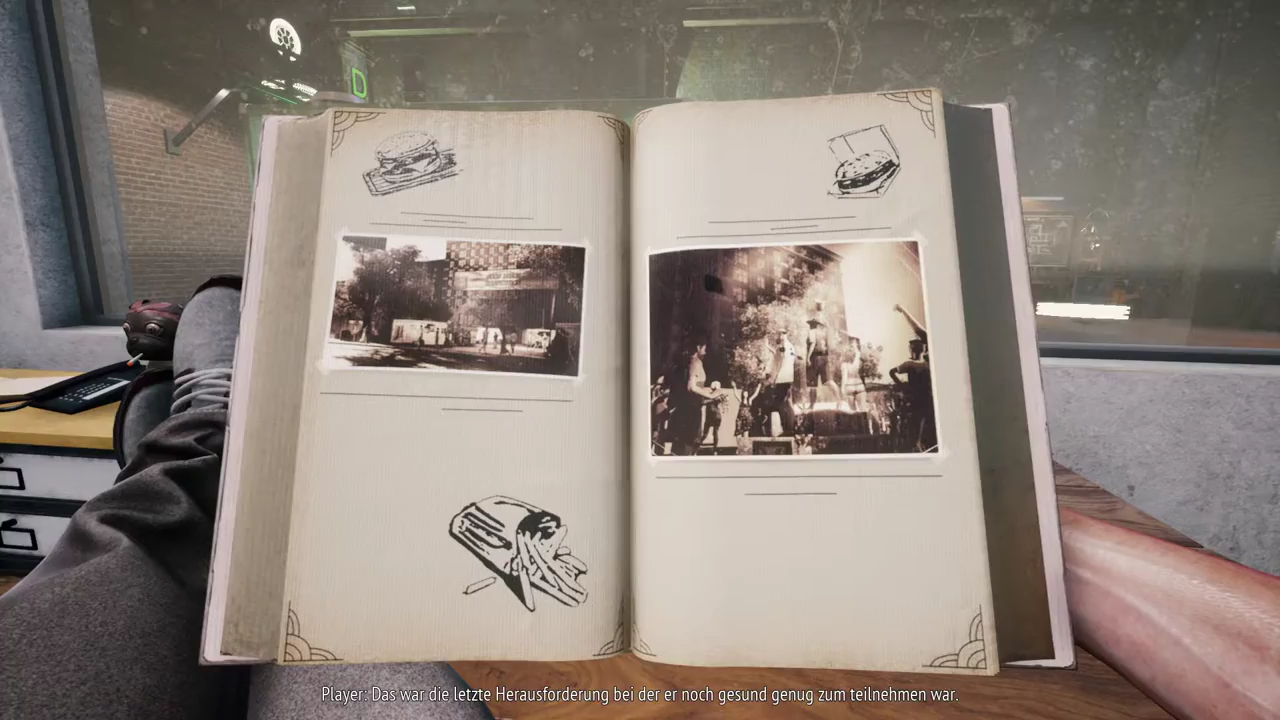 D
Player: Das war die letzte Herausforderung bei der er noch gesund genug zum teilnehmen war.